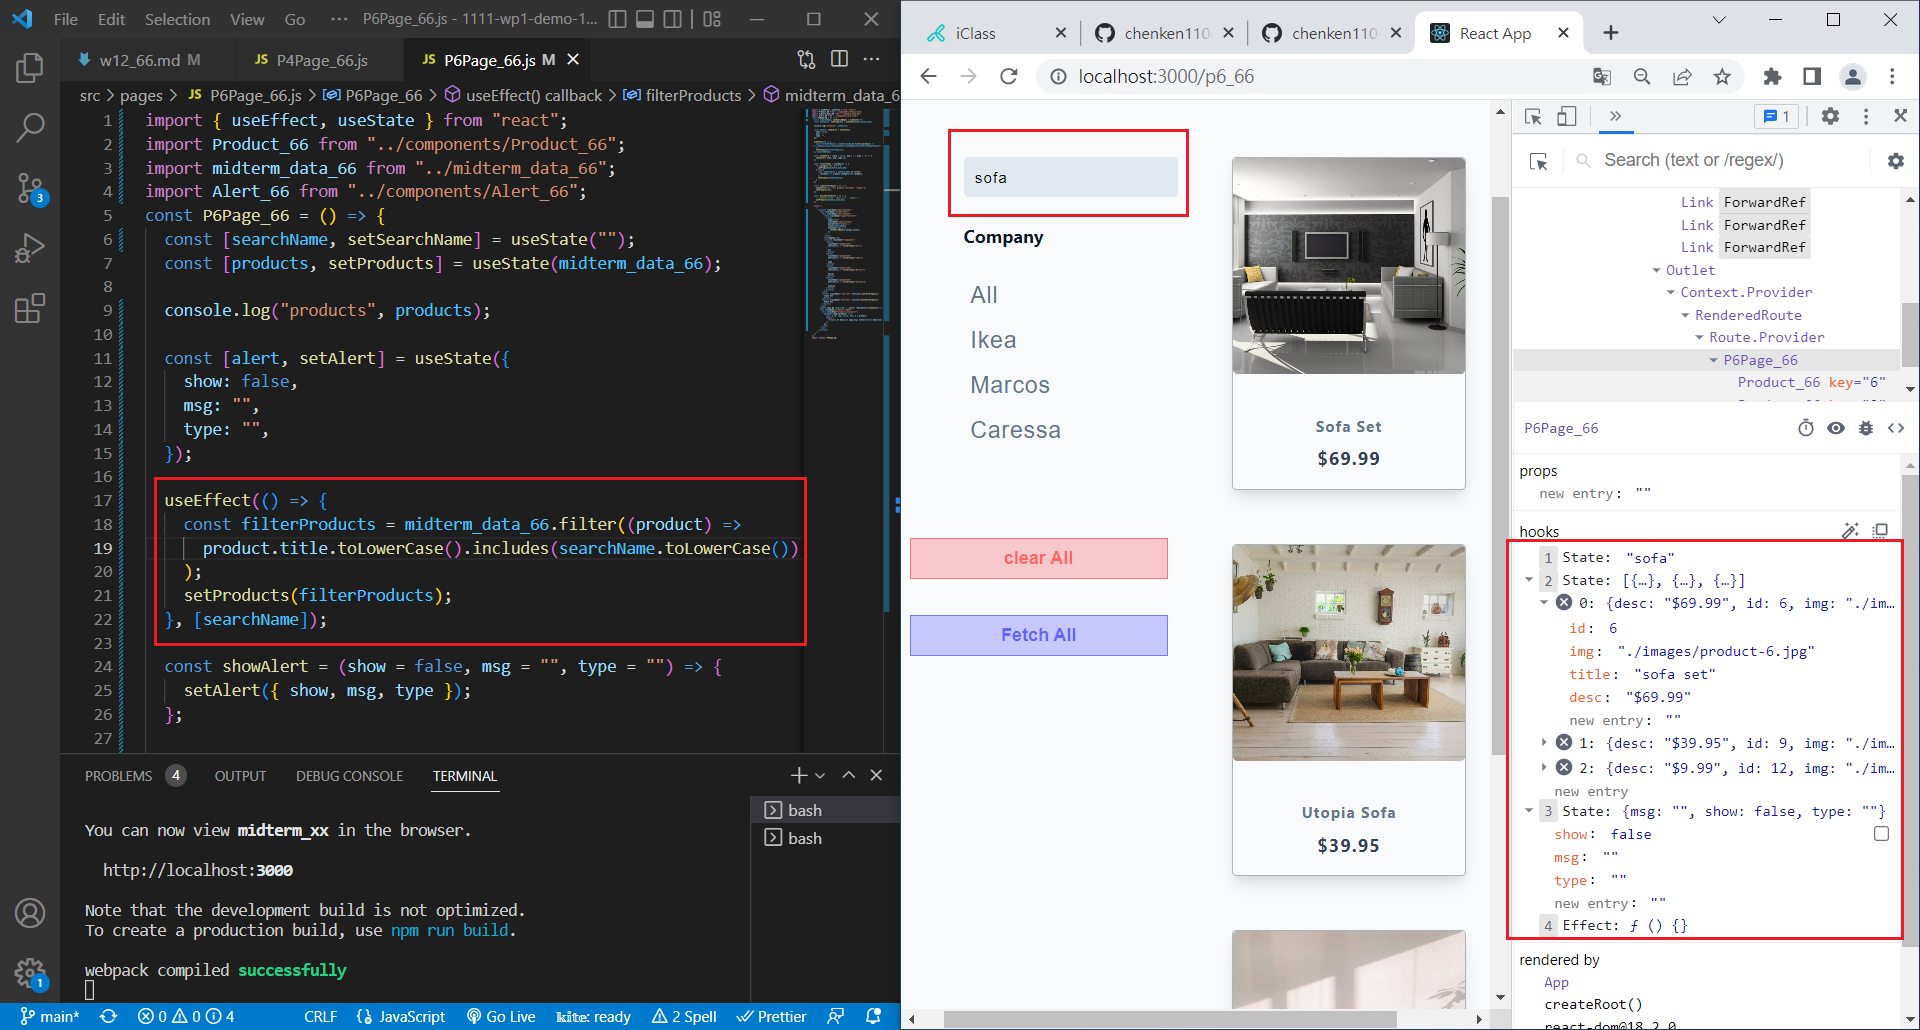 File Edit Selection View Go ··· P6Page_66.js - 1111-wp1-demo-1...
w12_66.md M
JS P4Page_66.js
JS P6Page_66.js M
src > pages > JS P6Page_66.js > P6Page_66 > useEffect() callback > filterProducts > midterm_data_6
1 import { useEffect, useState } from "react";
2 import Product_66 from "../components/Product_66";
3 import midterm_data_66 from "../midterm_data_66";
4 import Alert_66 from "../components/Alert_66";
5 const P6Page_66 = () => {
6 const [searchName, setSearchName] = useState("");
7 const [products, setProducts] = useState(midterm_data_66);
8
9 console.log("products", products);
10
11 const [alert, setAlert] = useState({
12 show: false,
13 msg: "",
14 type: "",
15 });
16
17 useEffect(() => {
18 const filterProducts = midterm_data_66.filter((product) =>
19 product.title.toLowerCase().includes(searchName.toLowerCase())
20 );
21 setProducts(filterProducts);
22 }, [searchName]);
23
24 const showAlert = (show = false, msg = "", type = "") => {
25 setAlert({ show, msg, type });
26 };
27
3
1
PROBLEMS 4 OUTPUT DEBUG CONSOLE TERMINAL
bash
bash
You can now view midterm_xx in the browser.
http://localhost:3000
Note that the development build is not optimized.
To create a production build, use npm run build.
webpack compiled successfully
main* 0 0 4 CRLF {} JavaScript Go Live kite: ready 2 Spell Prettier
iClass
chenken110
chenken110
React App
localhost:3000/p6_66
sofa
Company
All
Ikea
Marcos
Caressa
clear All
Fetch All
Sofa Set
$69.99
Utopia Sofa
$39.95
1
Search (text or /regex/)
Link ForwardRef
Link ForwardRef
Link ForwardRef
Outlet
Context.Provider
RenderedRoute
Route.Provider
P6Page_66
Product_66 key="6"
P6Page_66
props
new entry: ""
hooks
1 State: "sofa"
2 State: [{…}, {…}, {…}]
0: {desc: "$69.99", id: 6, img: "./im…
id: 6
img: "./images/product-6.jpg"
title: "sofa set"
desc: "$69.99"
new entry: ""
1: {desc: "$39.95", id: 9, img: "./im…
2: {desc: "$9.99", id: 12, img: "./im…
new entry
3 State: {msg: "", show: false, type: ""}
show: false
msg: ""
type: ""
new entry: ""
4 Effect: ƒ () {}
rendered by
App
createRoot()
react-dom@18.2.0